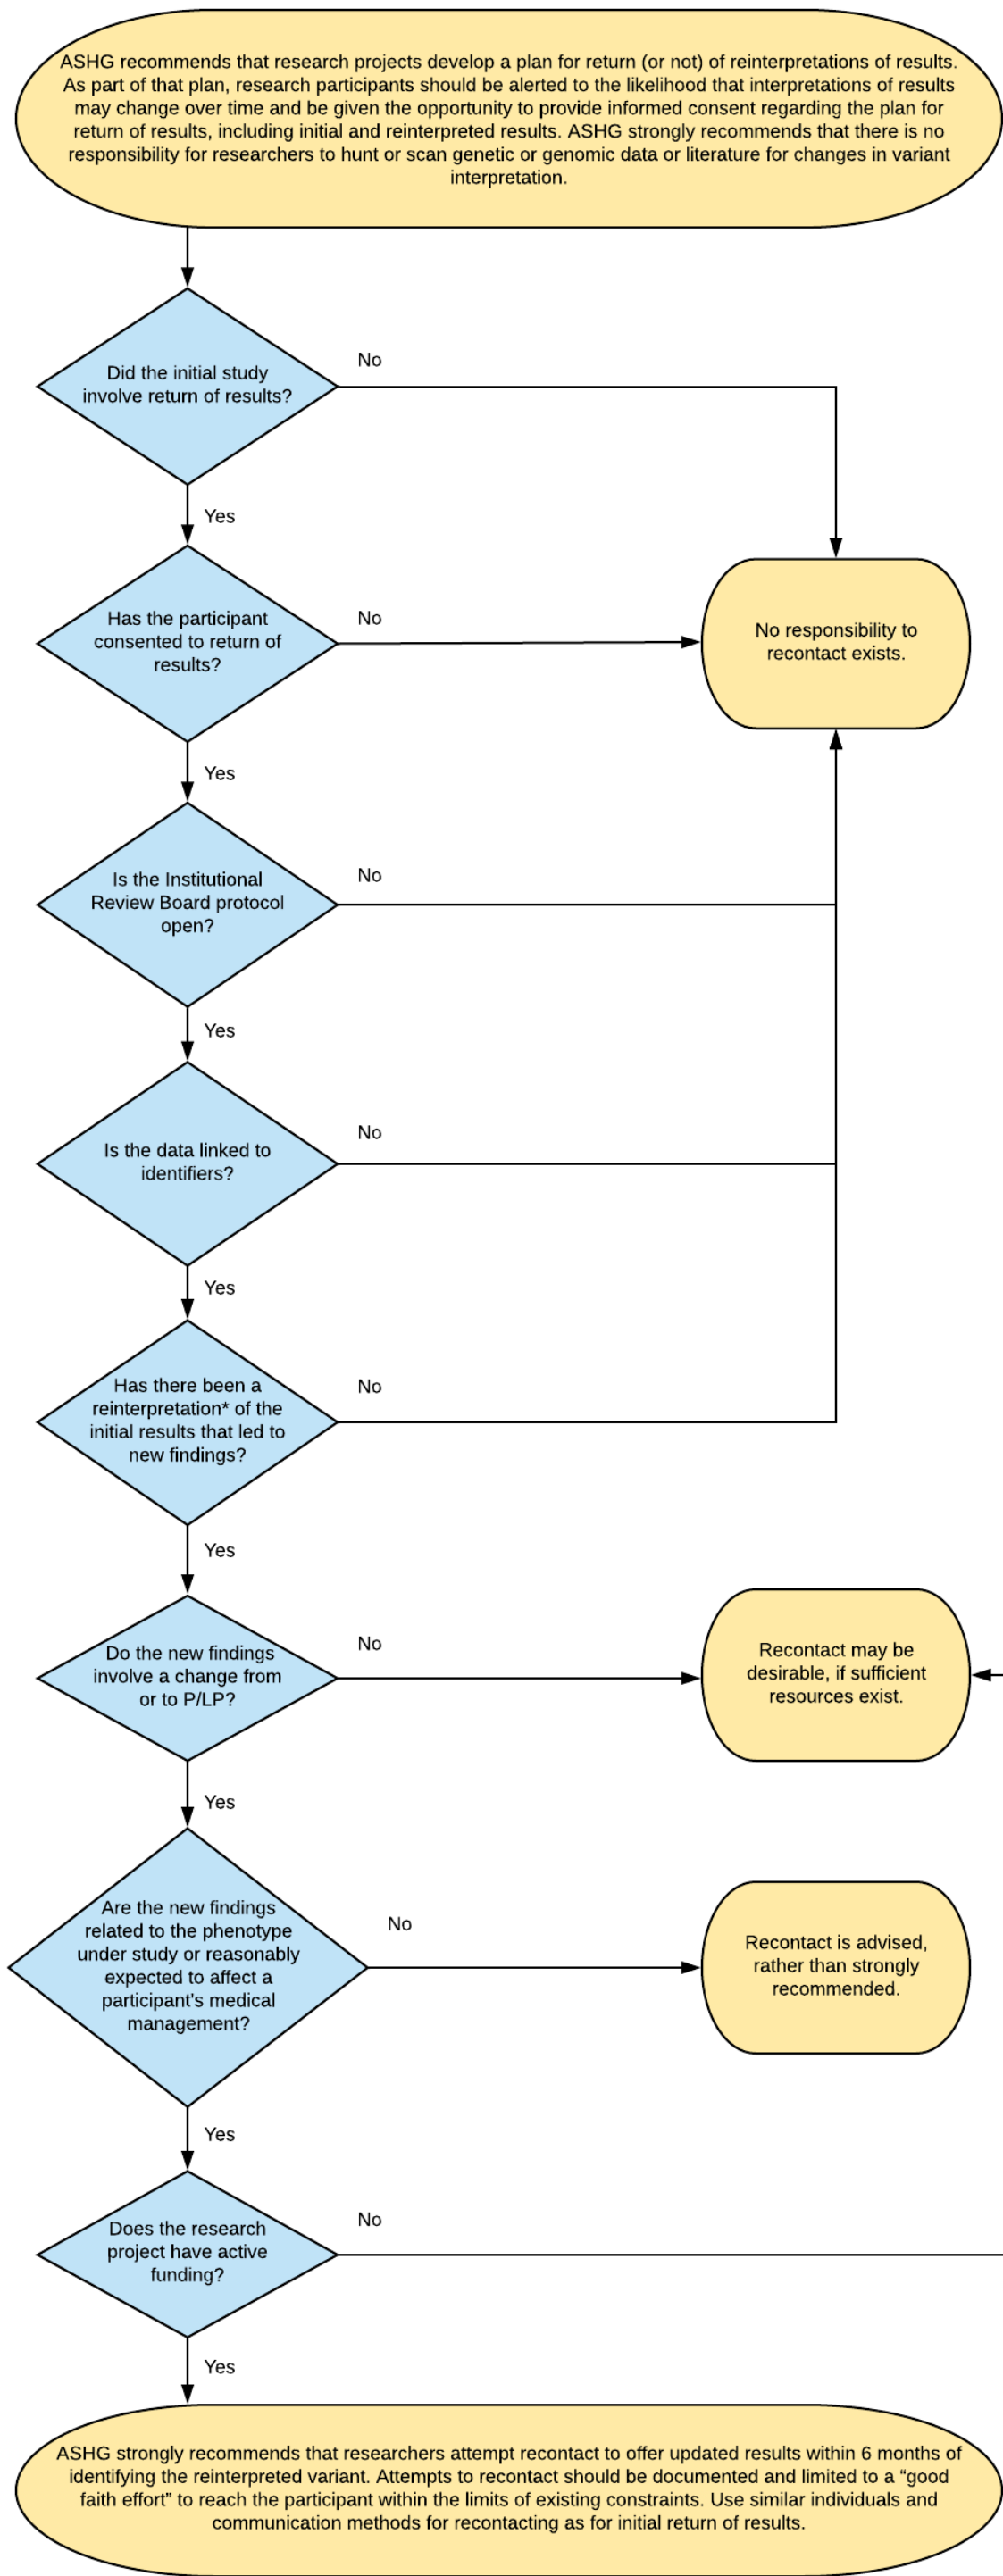 ASHG recommends that research projects develop a plan for return (or not) of reinterpretations of results.
As part of that plan, research participants should be alerted to the likelihood that interpretations of results
may change over time and be given the opportunity to provide informed consent regarding the plan for
return of results, including initial and reinterpreted results. ASHG strongly recommends that there is no
responsibility for researchers to hunt or scan genetic or genomic data or literature for changes in variant
interpretation.
Did the initial study
involve return of results?
No
Yes
Has the participant
consented to return of
results?
No
No responsibility to
recontact exists.
Yes
Is the Institutional
Review Board protocol
open?
No
Yes
Is the data linked to
identifiers?
No
Yes
Has there been a
reinterpretation* of the
initial results that led to
new findings?
No
Yes
Do the new findings
involve a change from
or to P/LP?
No
Recontact may be
desirable, if sufficient
resources exist.
Yes
Are the new findings
related to the phenotype
under study or reasonably
expected to affect a
participant's medical
management?
No
Recontact is advised,
rather than strongly
recommended.
Yes
Does the research
project have active
funding?
No
Yes
ASHG strongly recommends that researchers attempt recontact to offer updated results within 6 months of
identifying the reinterpreted variant. Attempts to recontact should be documented and limited to a “good
faith effort” to reach the participant within the limits of existing constraints. Use similar individuals and
communication methods for recontacting as for initial return of results.